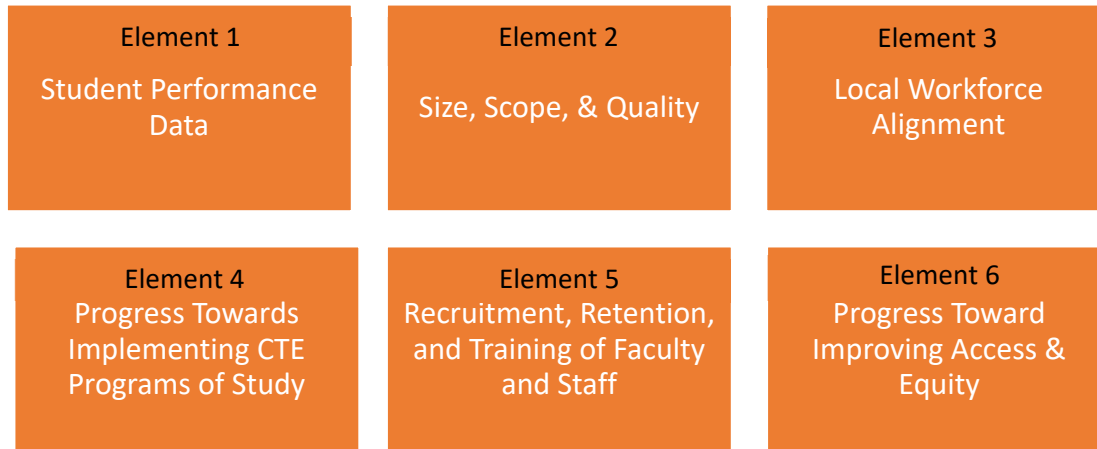 Element 1
Student Performance
Data
Element 2
Size, Scope, & Quality
Element 3
Local Workforce
Alignment
Element 4
Progress Towards
Implementing CTE
Programs of Study
Element 5
Recruitment, Retention,
and Training of Faculty
and Staff
Element 6
Progress Toward
Improving Access &
Equity